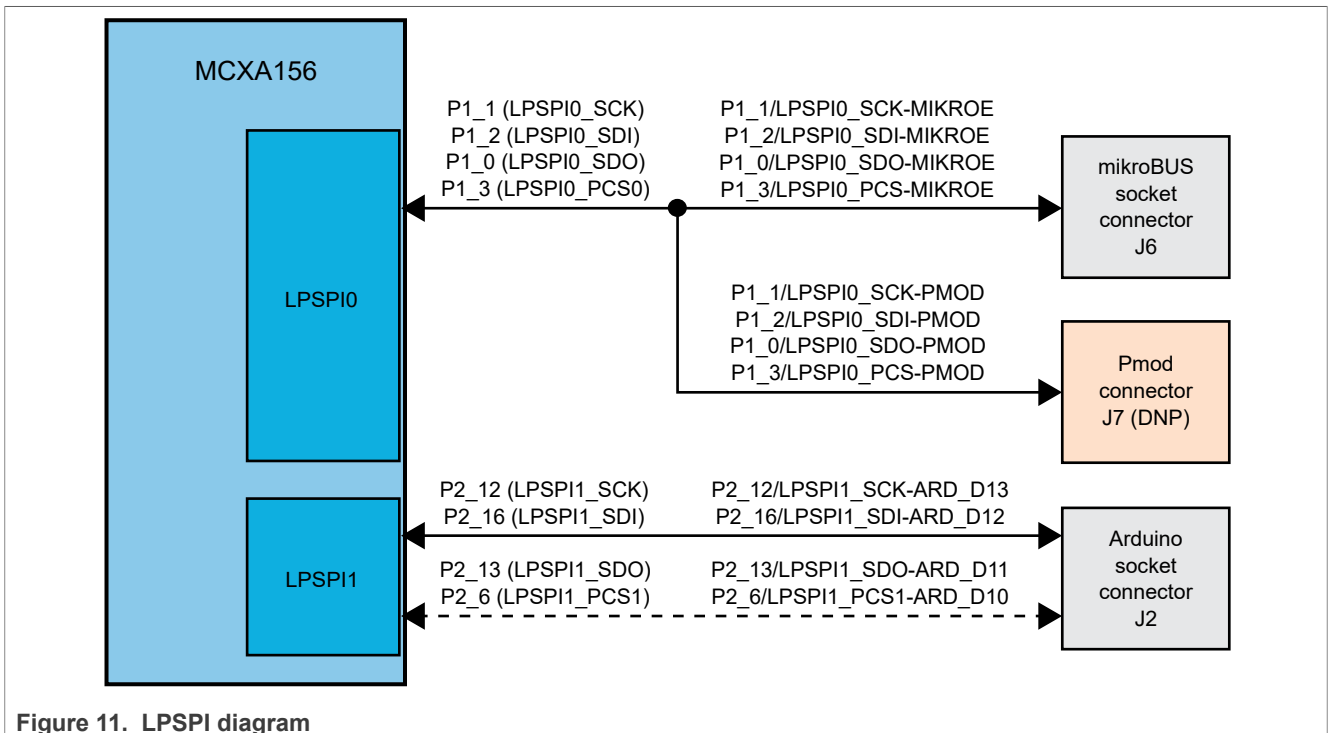 MCXA156
P1_1 (LPSPI0_SCK)
P1_2 (LPSPI0_SDI)
P1_0 (LPSPI0_SDO)
P1_3 (LPSPI0_PCS0)
P1_1/LPSPI0_SCK-MIKROE
P1_2/LPSPI0_SDI-MIKROE
P1_0/LPSPI0_SDO-MIKROE
P1_3/LPSPI0_PCS-MIKROE
mikroBUS
socket
connector
J6
LPSPI0
P1_1/LPSPI0_SCK-PMOD
P1_2/LPSPI0_SDI-PMOD
P1_0/LPSPI0_SDO-PMOD
P1_3/LPSPI0_PCS-PMOD
Pmod
connector
J7 (DNP)
P2_12 (LPSPI1_SCK)
P2_16 (LPSPI1_SDI)
P2_12/LPSPI1_SCK-ARD_D13
P2_16/LPSPI1_SDI-ARD_D12
LPSPI1
P2_13 (LPSPI1_SDO)
P2_6 (LPSPI1_PCS1)
P2_13/LPSPI1_SDO-ARD_D11
P2_6/LPSPI1_PCS1-ARD_D10
Arduino
socket
connector
J2
Figure 11. LPSPI diagram